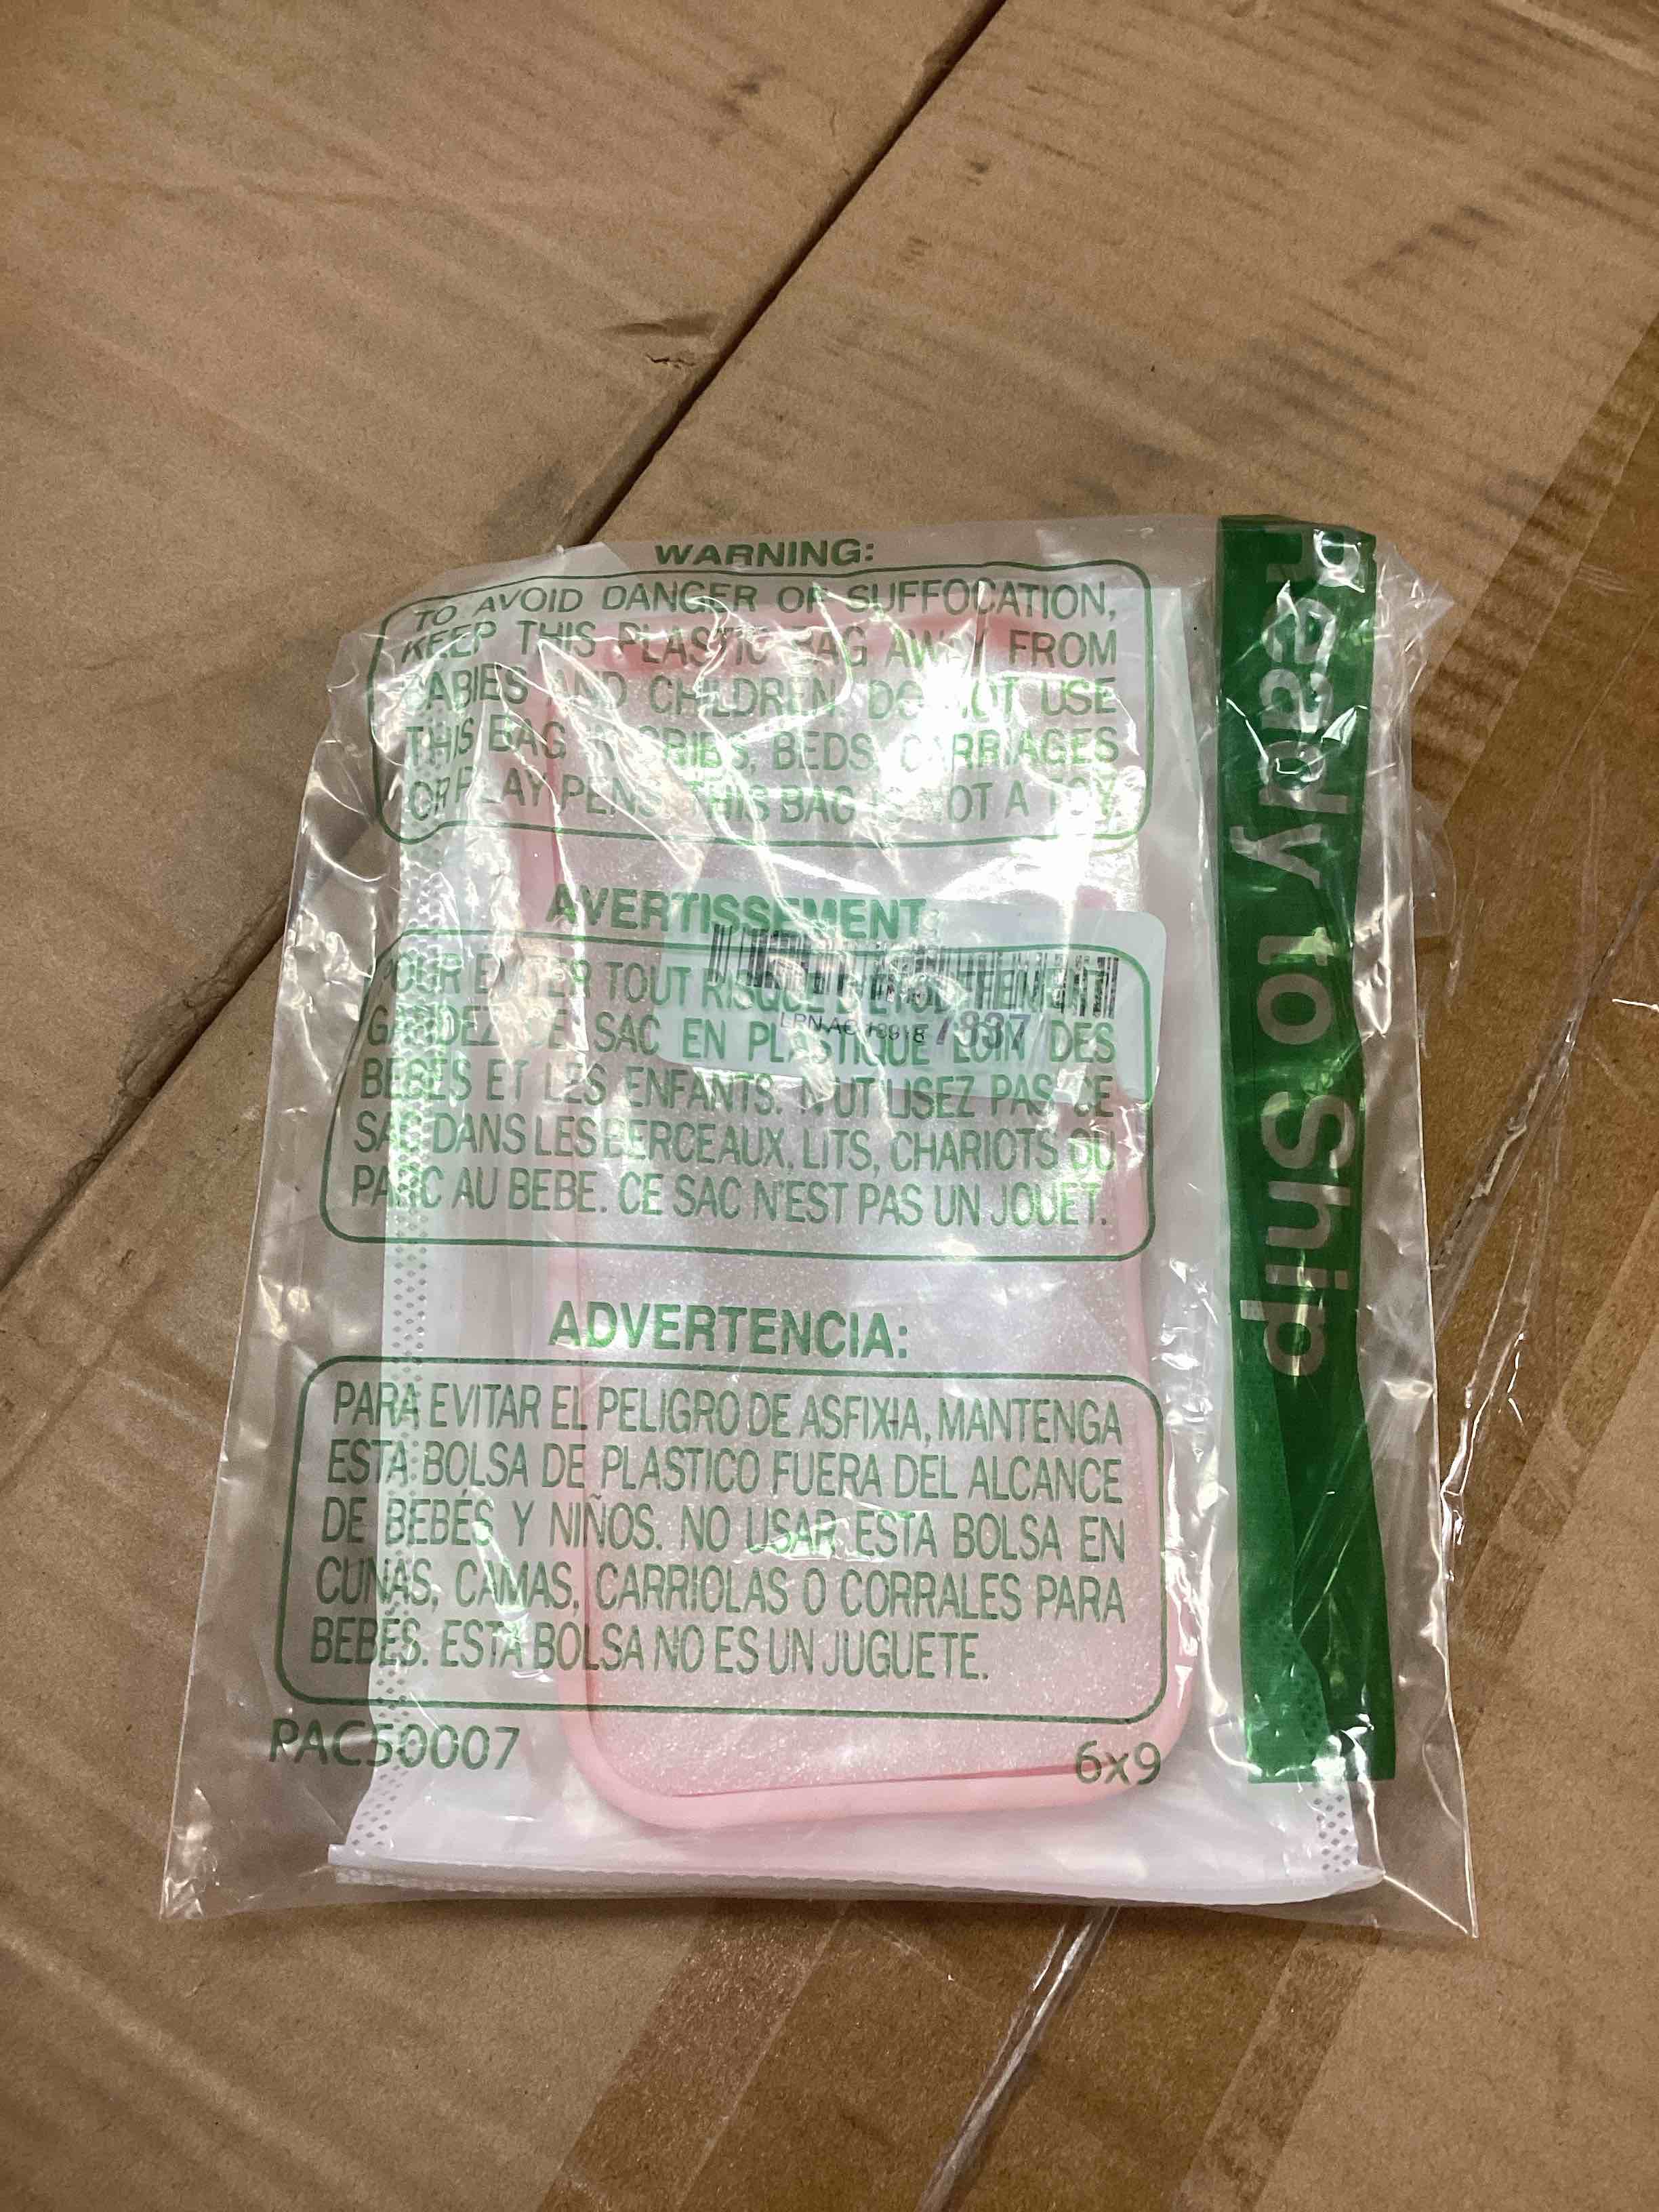 WARNING:
TO AVOID DANGER OF SUFFOCATION,
KEEP THIS PLASTIC BAG AWAY FROM
BABIES AND CHILDREN. DO NOT USE
THIS BAG IN CRIBS, BEDS, CARRIAGES
OR PLAY PENS. THIS BAG IS NOT A TOY.
AVERTISSEMENT:
POUR EVITER TOUT RISQUE D'ETOUFFEMENT
GARDEZ CE SAC EN PLASTIQUE LOIN DES
BEBES ET LES ENFANTS. N'UTILISEZ PAS CE
SAC DANS LES BERCEAUX, LITS, CHARIOTS OU
PARC AU BEBE. CE SAC N'EST PAS UN JOUET.
ADVERTENCIA:
PARA EVITAR EL PELIGRO DE ASFIXIA, MANTENGA
ESTA BOLSA DE PLASTICO FUERA DEL ALCANCE
DE BEBÉS Y NIÑOS. NO USAR ESTA BOLSA EN
CUNAS, CAMAS, CARRIOLAS O CORRALES PARA
BEBÉS. ESTA BOLSA NO ES UN JUGUETE.
PAC50007
6x9
Ready to Ship